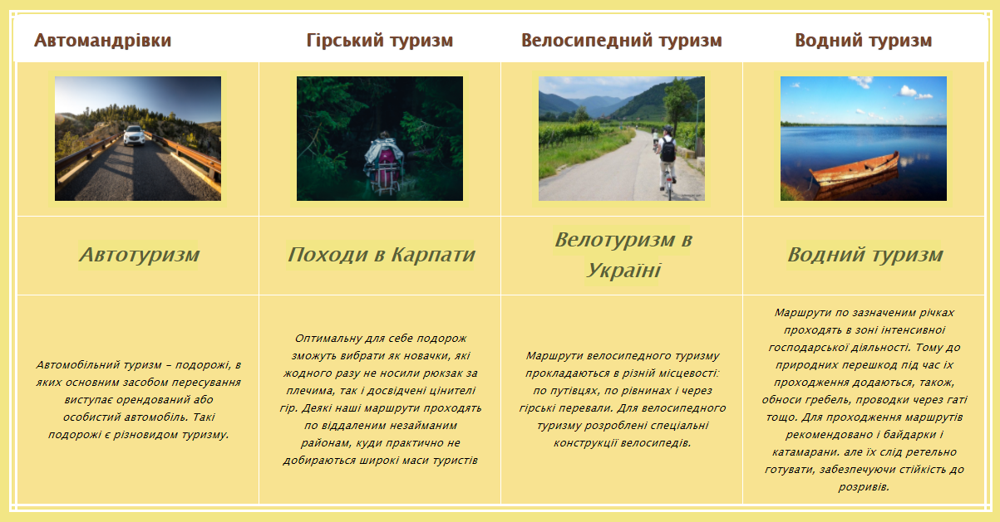 Автомандрівки
Гірський туризм
Велосипедний туризм
Водний туризм
Автотуризм
Походи в Карпати
Велотуризм в
Україні
Водний туризм
Автомобільний туризм – подорожі, в
яких основним засобом пересування
виступає орендований або
особистий автомобіль. Такі
подорожі є різновидом туризму.
Оптимальну для себе подорож
зможуть вибрати як новачки, які
жодного разу не носили рюкзак за
плечима, так і досвідчені цінителі
гір. Деякі наші маршрути проходять
по віддаленим незайманим
районам, куди практично не
добираються широкі маси туристів
Маршрути велосипедного туризму
прокладаються в різній місцевості:
по путівцях, по рівнинах і через
гірські перевали. Для велосипедного
туризму розроблені спеціальні
конструкції велосипедів.
Маршрути по зазначеним річках
проходять в зоні інтенсивної
господарської діяльності. Тому до
природних перешкод під час їх
проходження додаються, також,
обноси гребель, проводки через гаті
тощо. Для проходження маршрутів
рекомендовано і байдарки і
катамарани. але їх слід ретельно
готувати, забезпечуючи стійкість до
розривів.